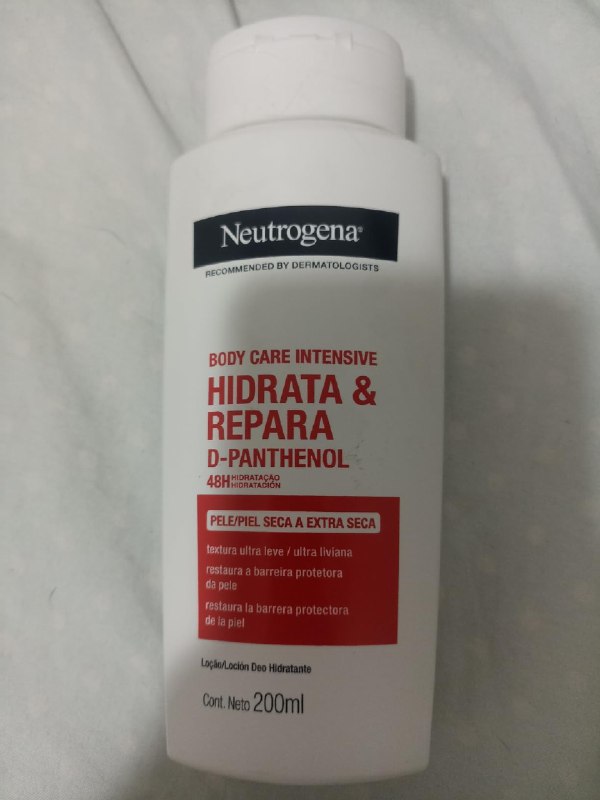 Neutrogena®
RECOMMENDED BY DERMATOLOGISTS
BODY CARE INTENSIVE
HIDRATA &
REPARA
D-PANTHENOL
48H HIDRATAÇÃO
HIDRATACIÓN
PELE/PIEL SECA A EXTRA SECA
textura ultra leve / ultra liviana
restaura a barreira protetora
da pele
restaura la barrera protectora
de la piel
Loção/Loción Deo Hidratante
Cont. Neto 200ml